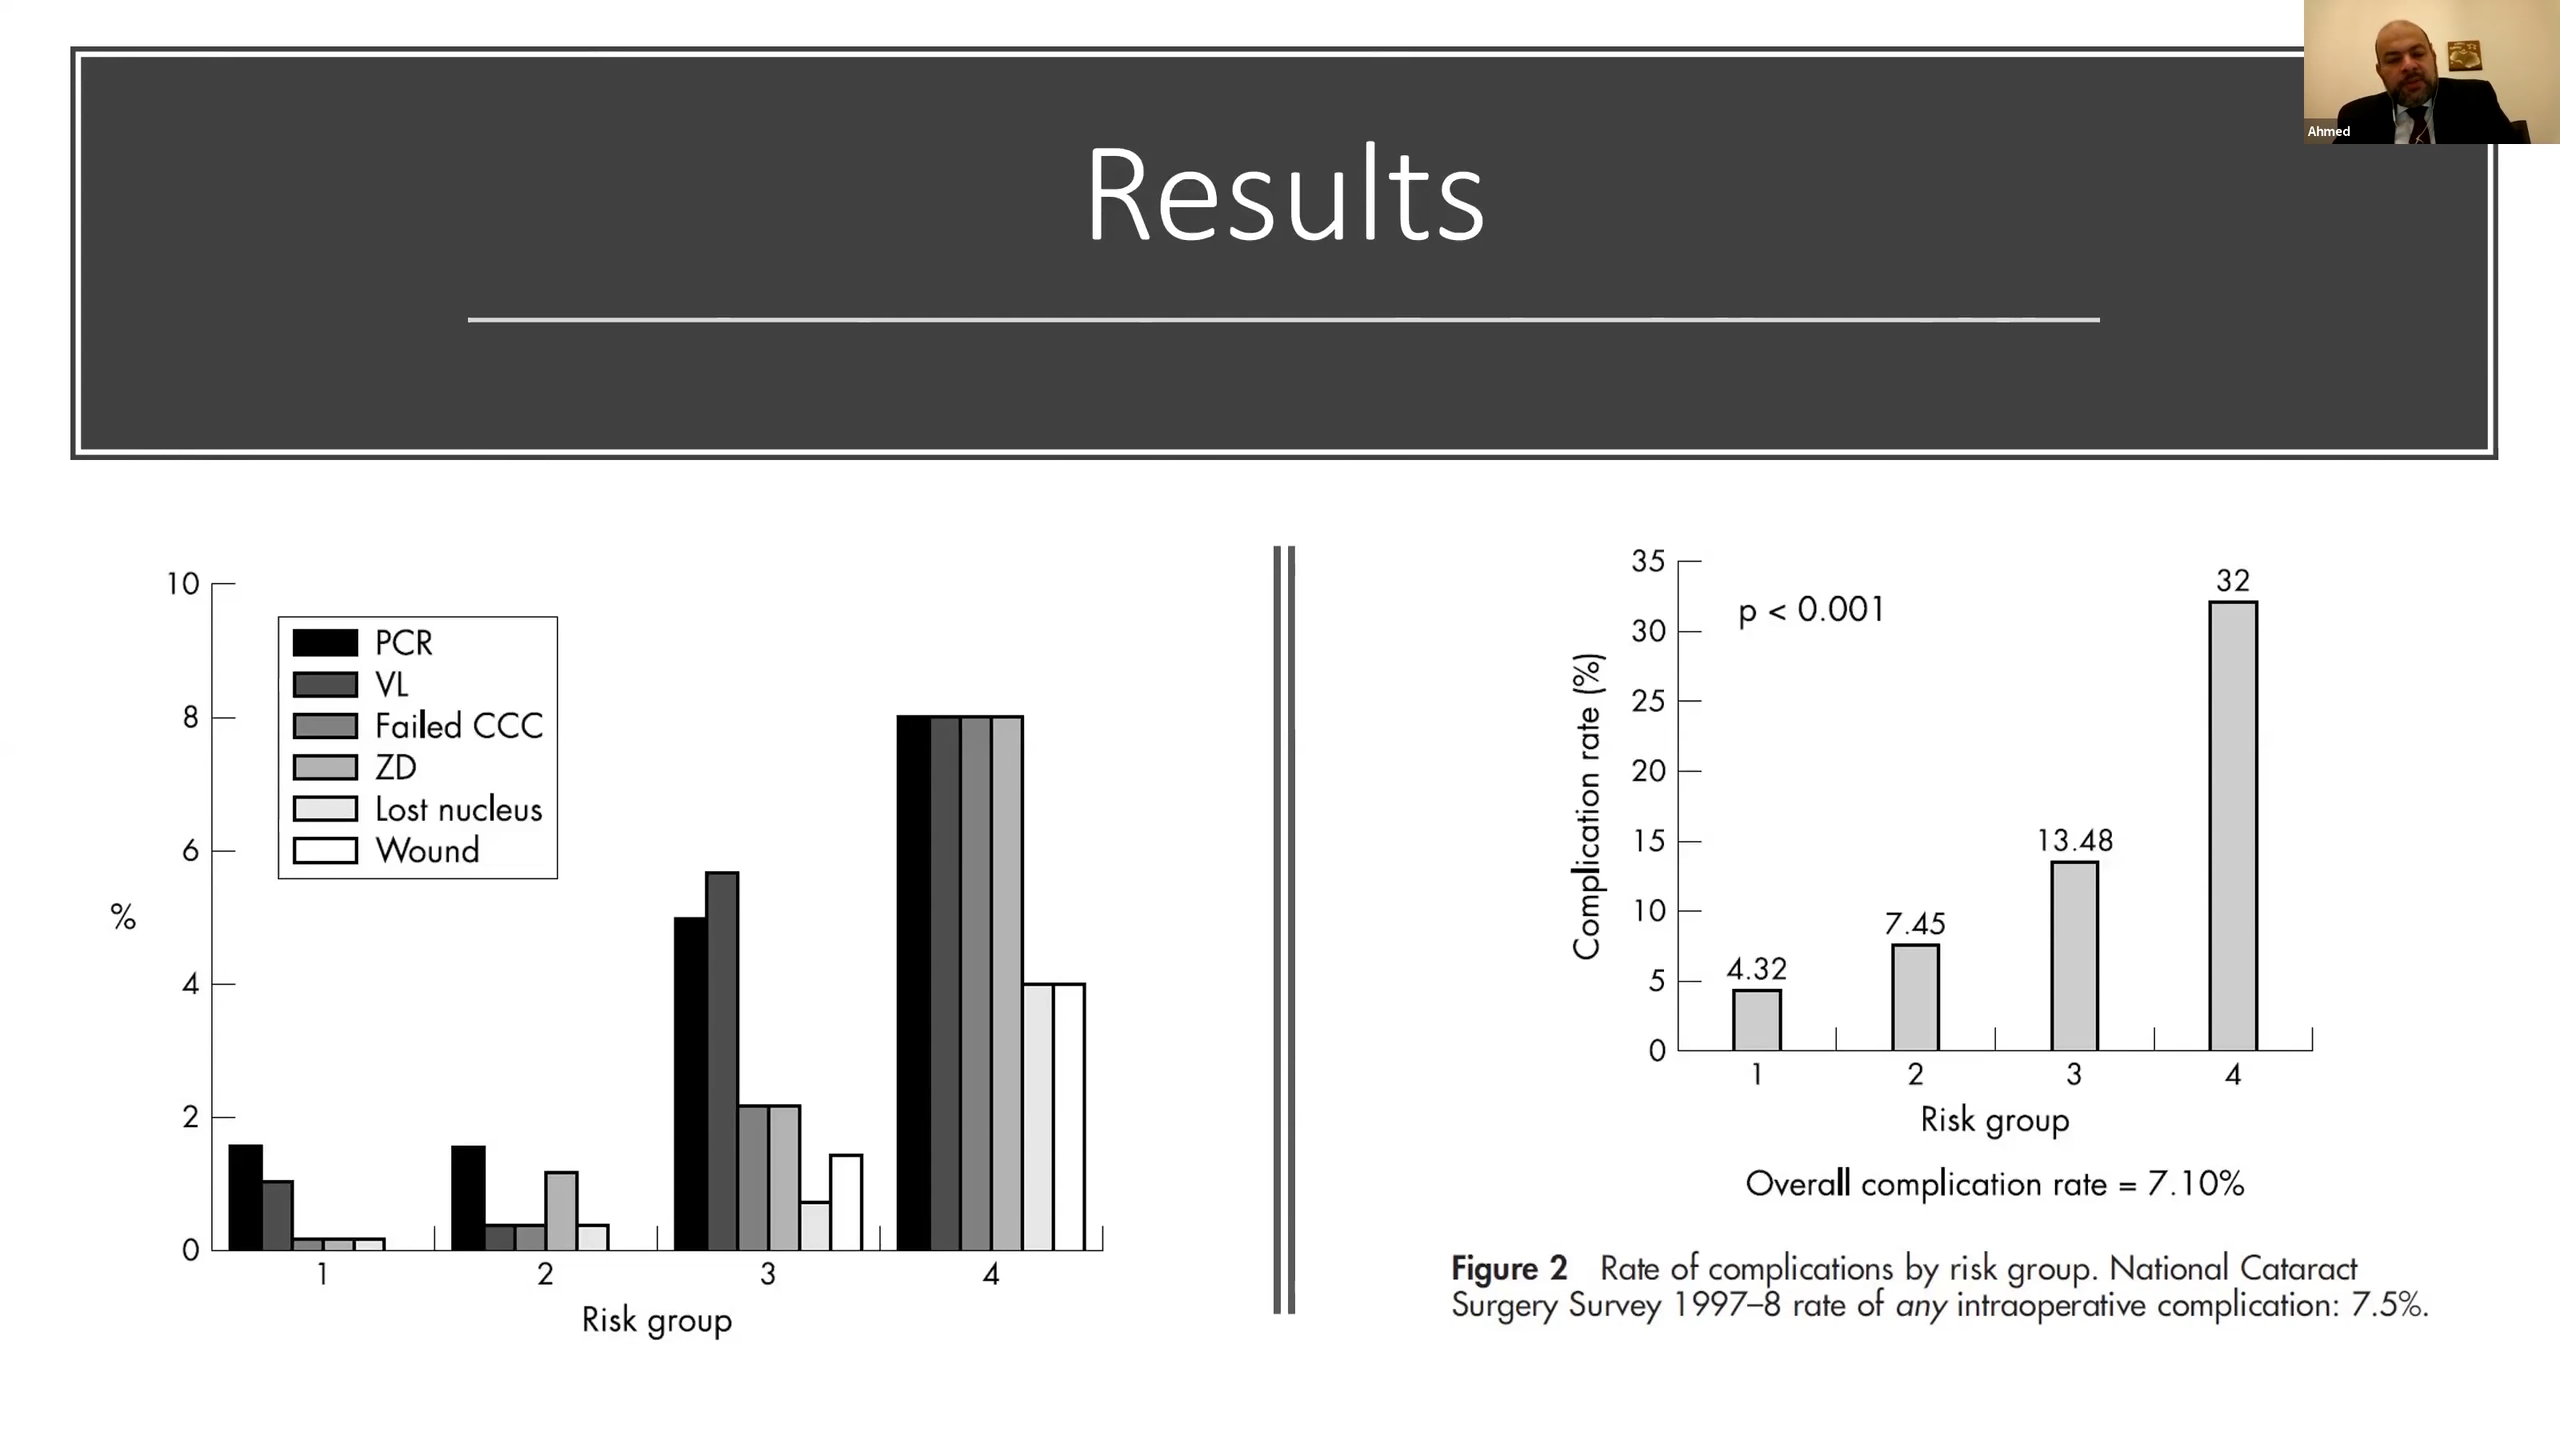 Ahmed
Results
10
8
6
4
2
0
%
PCR
VL
Failed CCC
ZD
Lost nucleus
Wound
1 2 3 4
Risk group
35
30
25
20
15
10
5
0
Complication rate (%)
p < 0.001
4.32
7.45
13.48
32
1 2 3 4
Risk group
Overall complication rate = 7.10%
Figure 2 Rate of complications by risk group. National Cataract
Surgery Survey 1997–8 rate of any intraoperative complication: 7.5%.